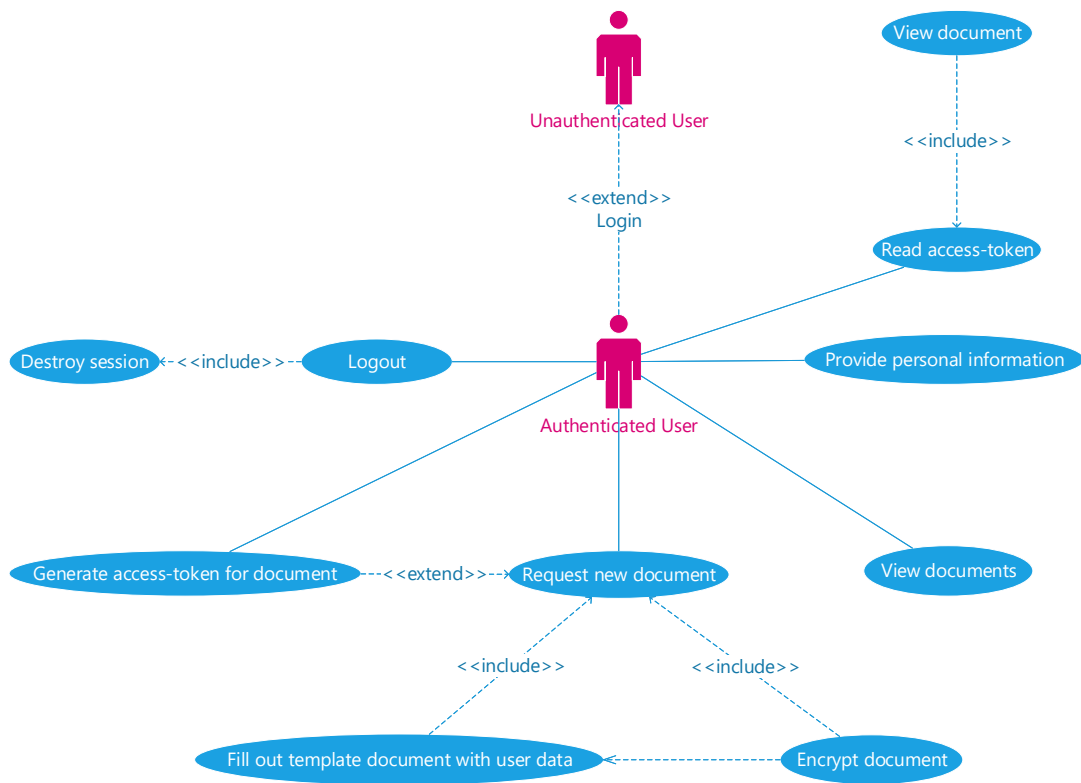 View document
Unauthenticated User
<<include>>
<<extend>>
Login
Read access-token
Destroy session
<<include>>
Logout
Provide personal information
Authenticated User
Generate access-token for document
<<extend>>
Request new document
View documents
<<include>>
<<include>>
Fill out template document with user data
Encrypt document